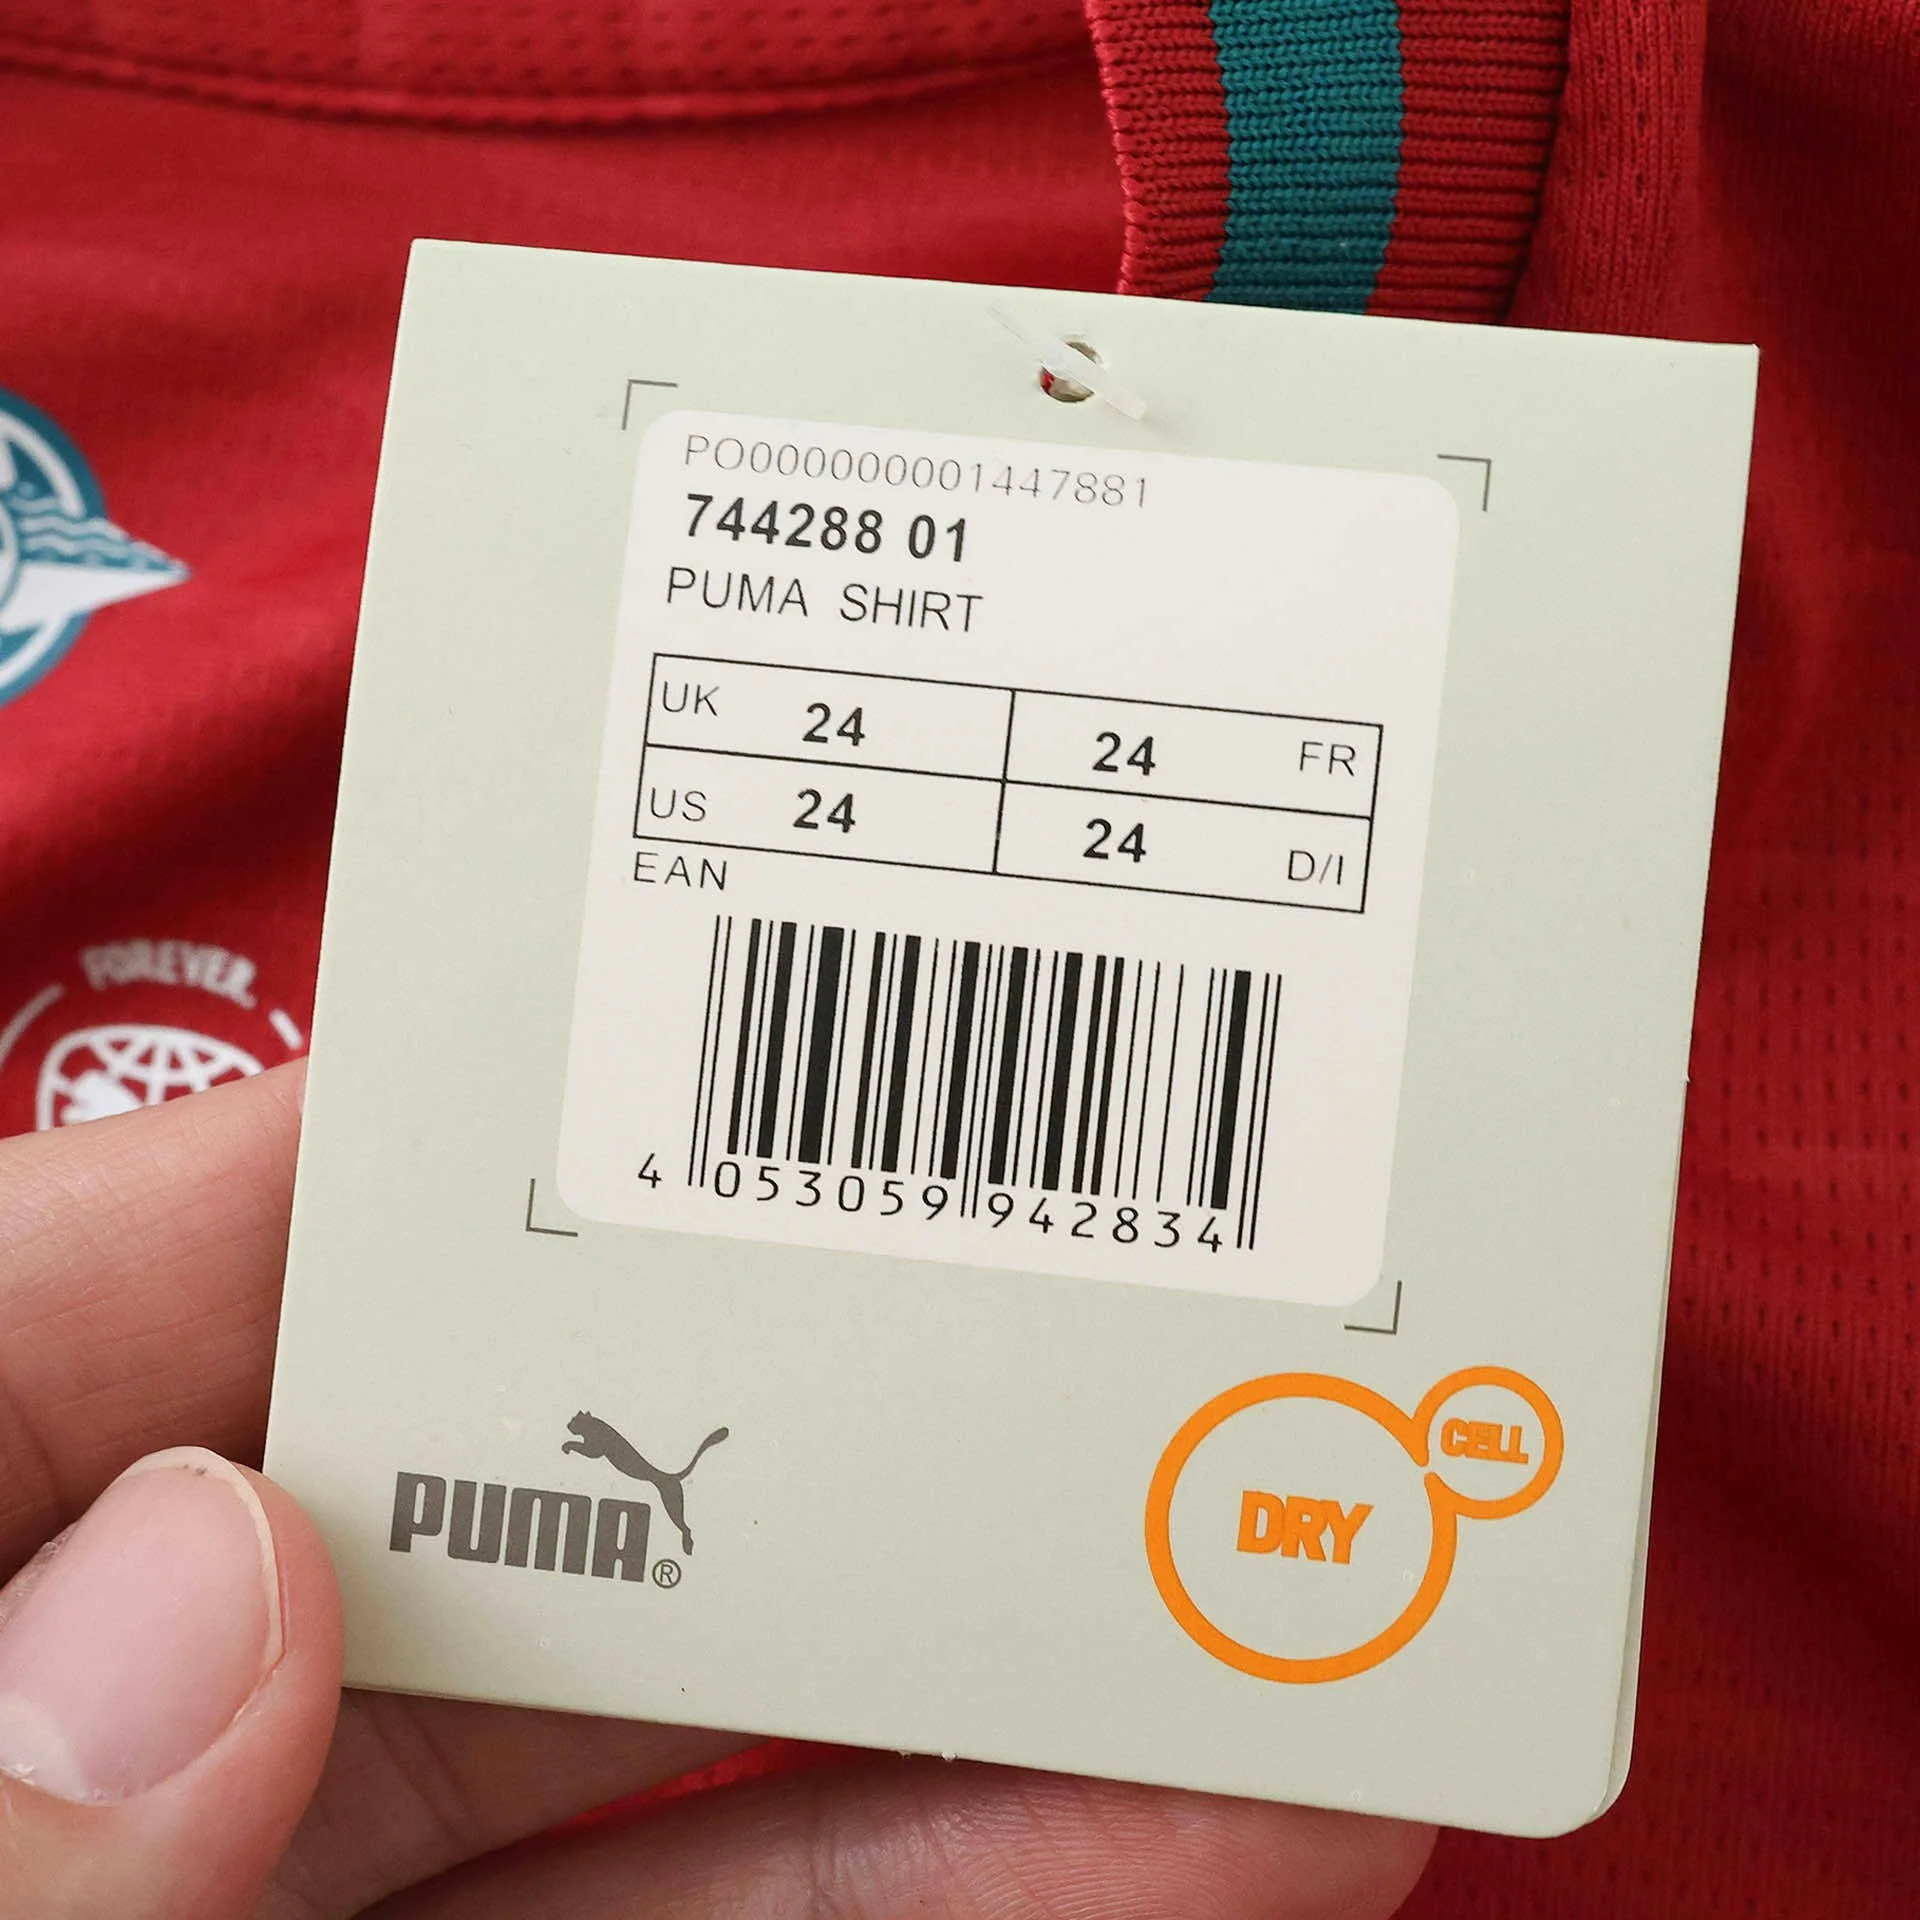 PO0000000001447881
744288 01
PUMA SHIRT
UK 24 24 FR
US 24 24 D/I
EAN
4 053059 942834
PUMA®
DRY CELL
FOREVER.